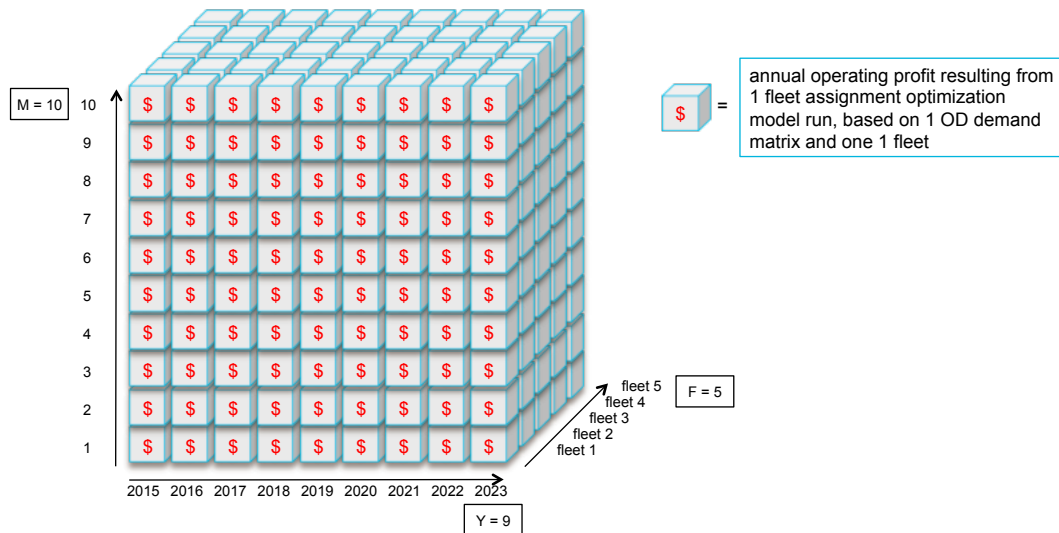 M = 10
10 $ $ $ $ $ $ $ $ $
9 $ $ $ $ $ $ $ $ $
8 $ $ $ $ $ $ $ $ $
7 $ $ $ $ $ $ $ $ $
6 $ $ $ $ $ $ $ $ $
5 $ $ $ $ $ $ $ $ $
4 $ $ $ $ $ $ $ $ $
3 $ $ $ $ $ $ $ $ $
2 $ $ $ $ $ $ $ $ $
1 $ $ $ $ $ $ $ $ $
2015 2016 2017 2018 2019 2020 2021 2022 2023
Y = 9
fleet 5
fleet 4
fleet 3
fleet 2
fleet 1
F = 5
$ =
annual operating profit resulting from
1 fleet assignment optimization
model run, based on 1 OD demand
matrix and one 1 fleet